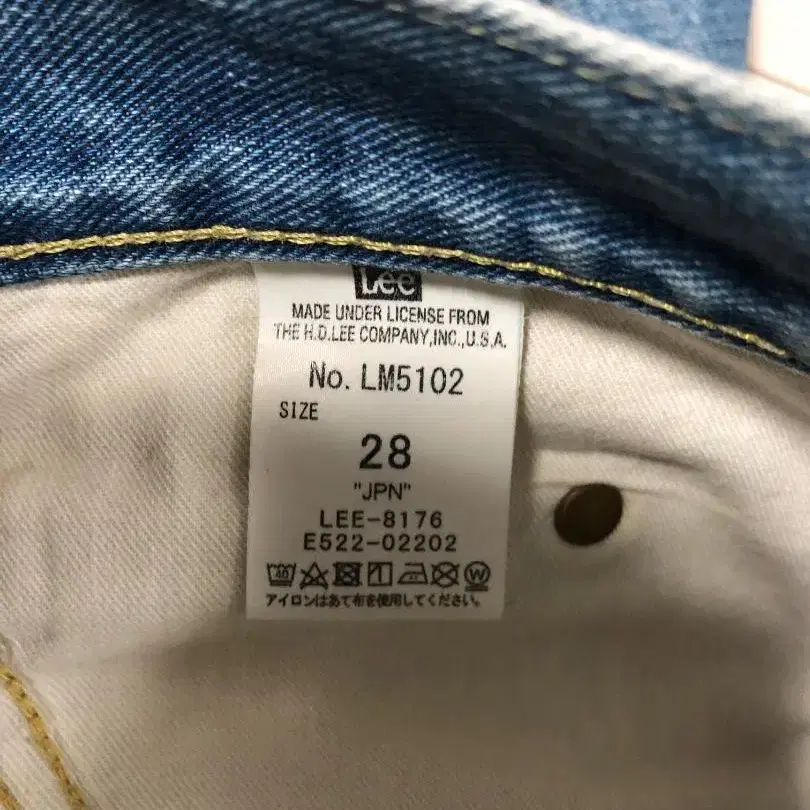 Lee
MADE UNDER LICENSE FROM
THE H.D.LEE COMPANY,INC.,U.S.A.
No. LM5102
SIZE
28
"JPN"
LEE-8176
E522-02202
40 W
アイロンはあて布を使用してください。